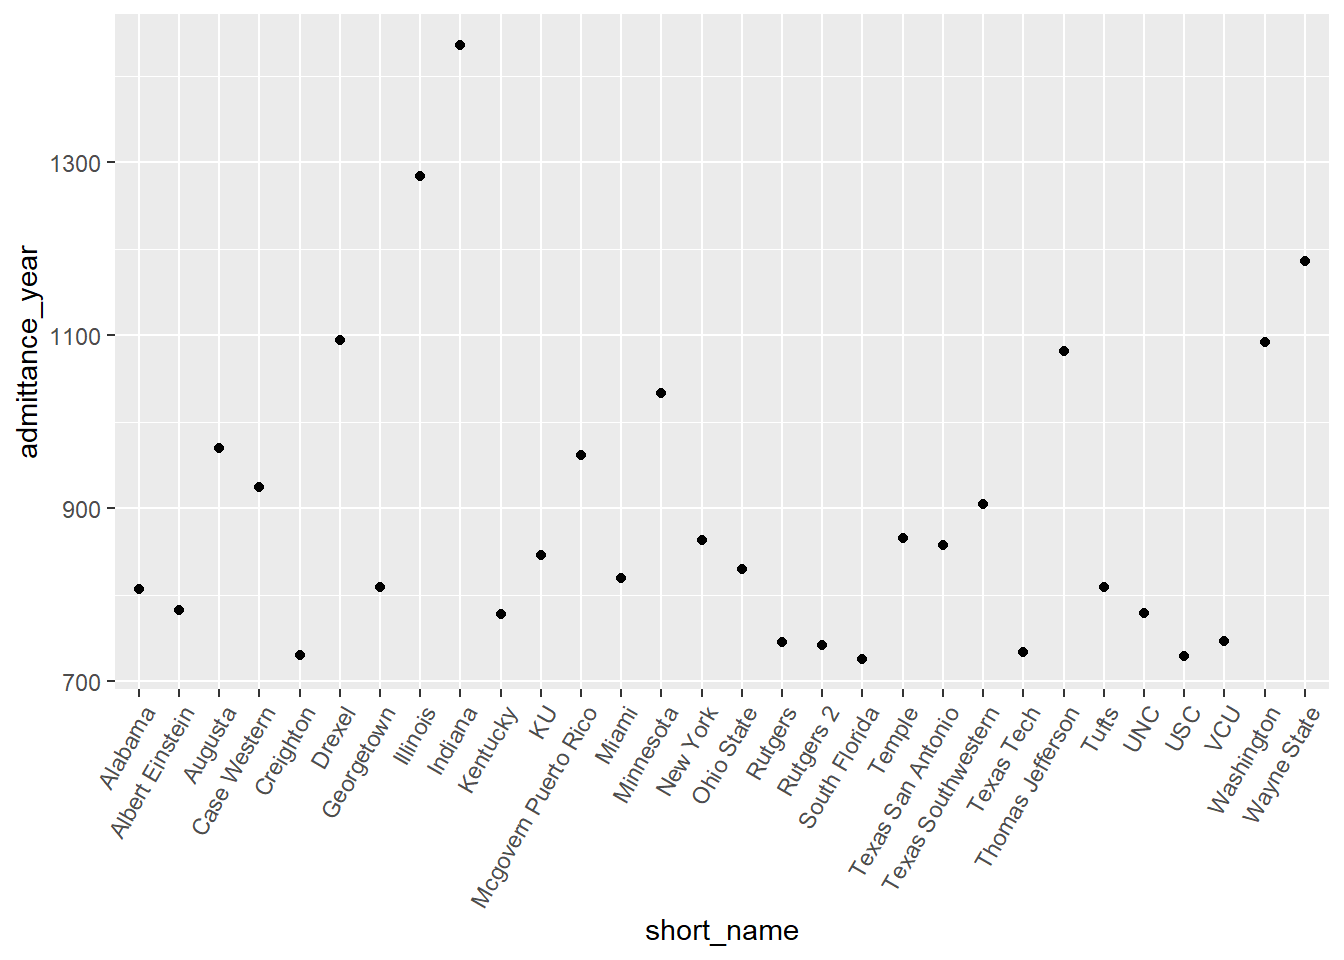 admittance_year
1300
1100
900
700
Alabama
Albert Einstein
Augusta
Case Western
Creighton
Drexel
Georgetown
Illinois
Indiana
Kentucky
KU
Mcgovern Puerto Rico
Miami
Minnesota
New York
Ohio State
Rutgers
Rutgers 2
South Florida
Temple
Texas San Antonio
Texas Southwestern
Texas Tech
Thomas Jefferson
Tufts
UNC
USC
VCU
Washington
Wayne State
short_name